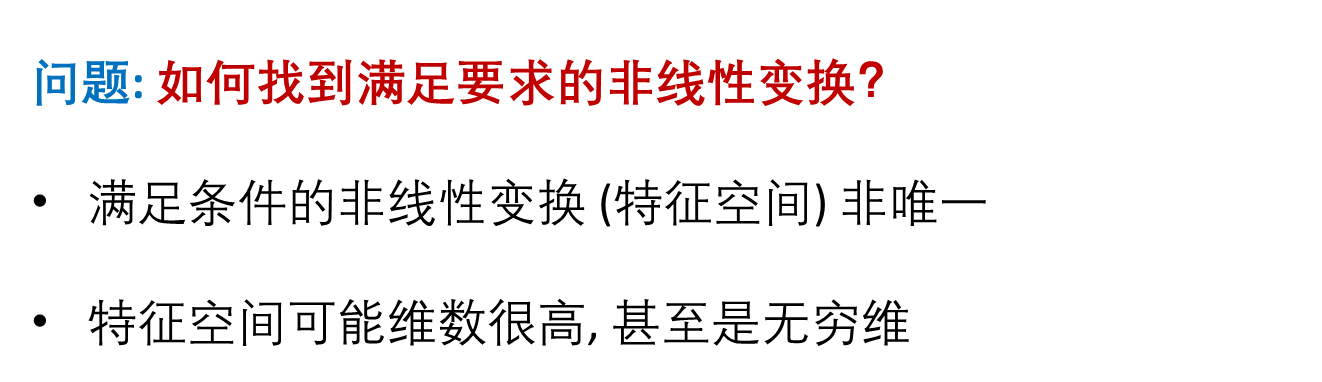 问题: 如何找到满足要求的非线性变换?
• 满足条件的非线性变换 (特征空间) 非唯一
• 特征空间可能维数很高, 甚至是无穷维